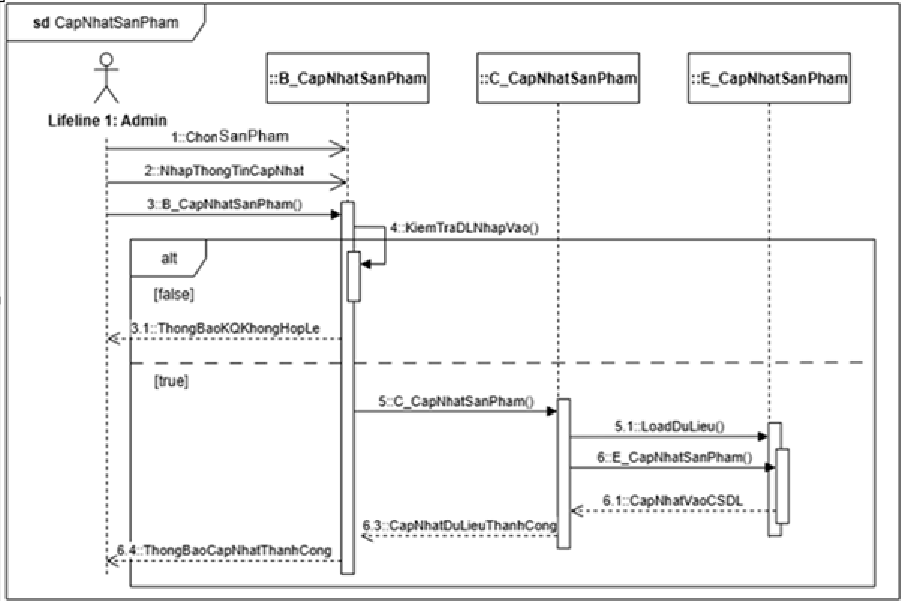 sd CapNhatSanPham
::B_CapNhatSanPham
::C_CapNhatSanPham
::E_CapNhatSanPham
Lifeline 1: Admin
1::ChonSanPham
2::NhapThongTinCapNhat
3::B_CapNhatSanPham()
4::KiemTraDLNhapVao()
alt
[false]
3.1::ThongBaoKQKhongHopLe
[true]
5::C_CapNhatSanPham()
5.1::LoadDuLieu()
6::E_CapNhatSanPham()
6.1::CapNhatVaoCSDL
6.3::CapNhatDuLieuThanhCong
6.4::ThongBaoCapNhatThanhCong